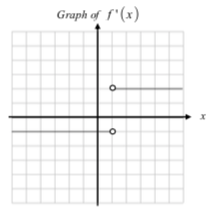 Graph of f '(x)
x